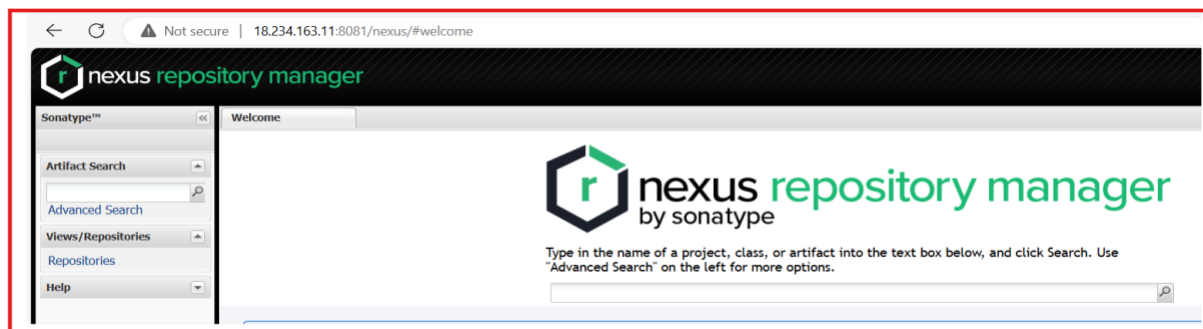 Not secure | 18.234.163.11:8081/nexus/#welcome
r nexus repository manager
Sonatype™
Welcome
Artifact Search
Advanced Search
Views/Repositories
Repositories
Help
r nexus repository manager
by sonatype
Type in the name of a project, class, or artifact into the text box below, and click Search. Use
"Advanced Search" on the left for more options.